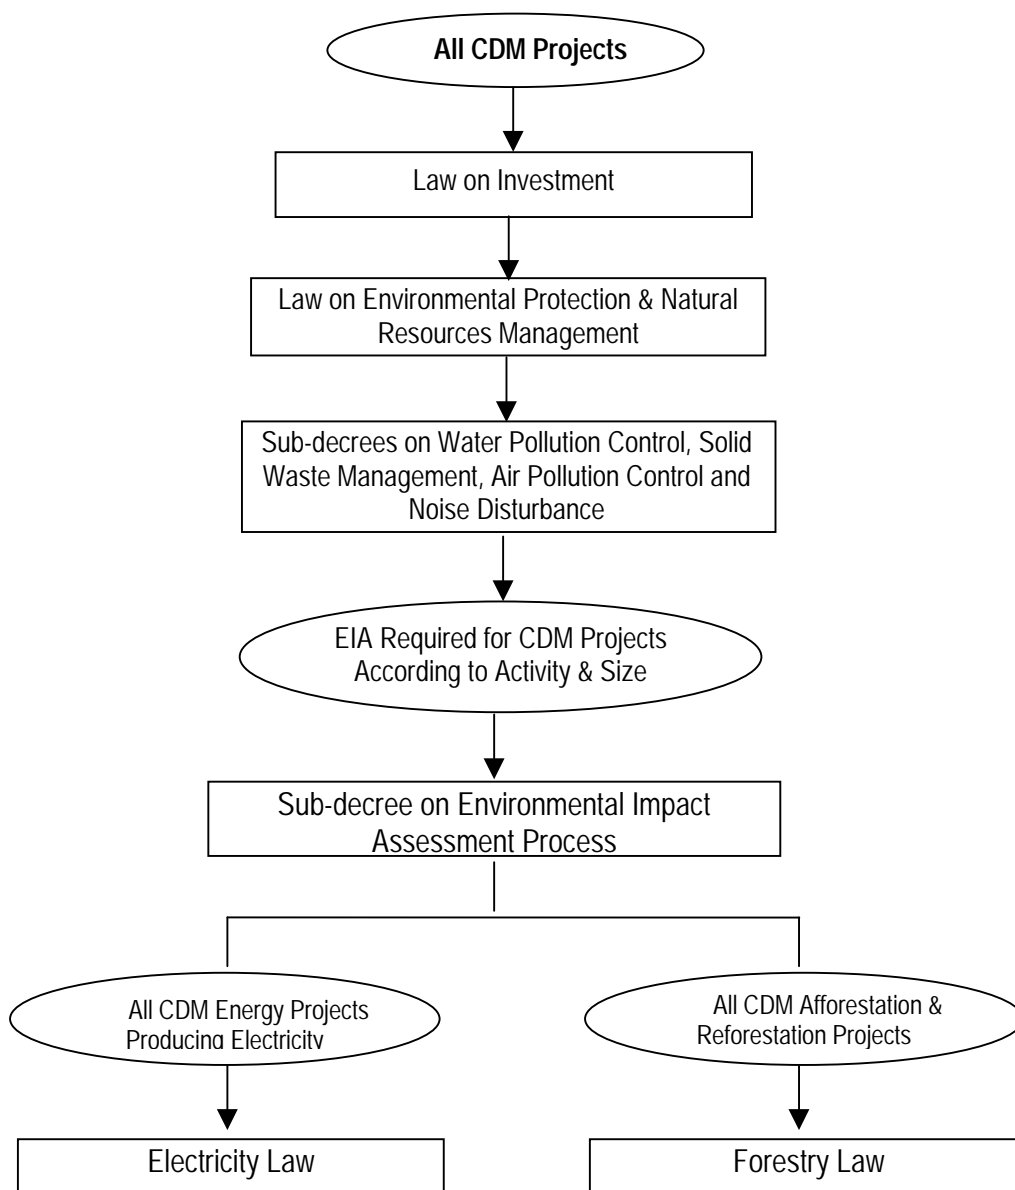 All CDM Projects
Law on Investment
Law on Environmental Protection & Natural
Resources Management
Sub-decrees on Water Pollution Control, Solid
Waste Management, Air Pollution Control and
Noise Disturbance
EIA Required for CDM Projects
According to Activity & Size
Sub-decree on Environmental Impact
Assessment Process
All CDM Energy Projects
Producing Electricity
All CDM Afforestation &
Reforestation Projects
Electricity Law
Forestry Law